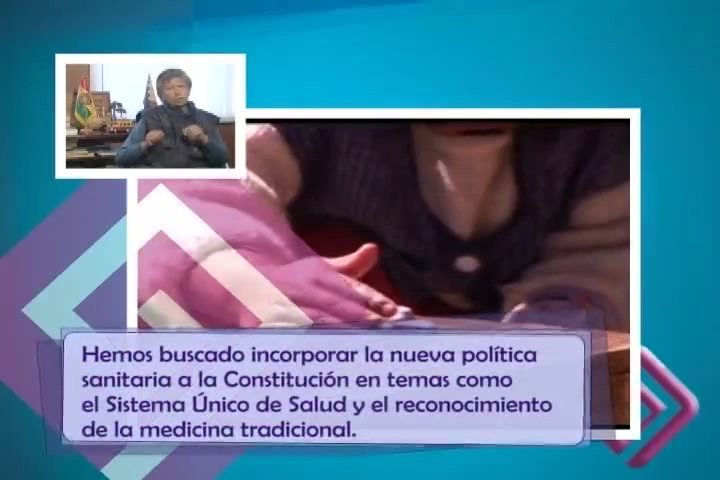 Hemos buscado incorporar la nueva política
sanitaria a la Constitución en temas como
el Sistema Único de Salud y el reconocimiento
de la medicina tradicional.